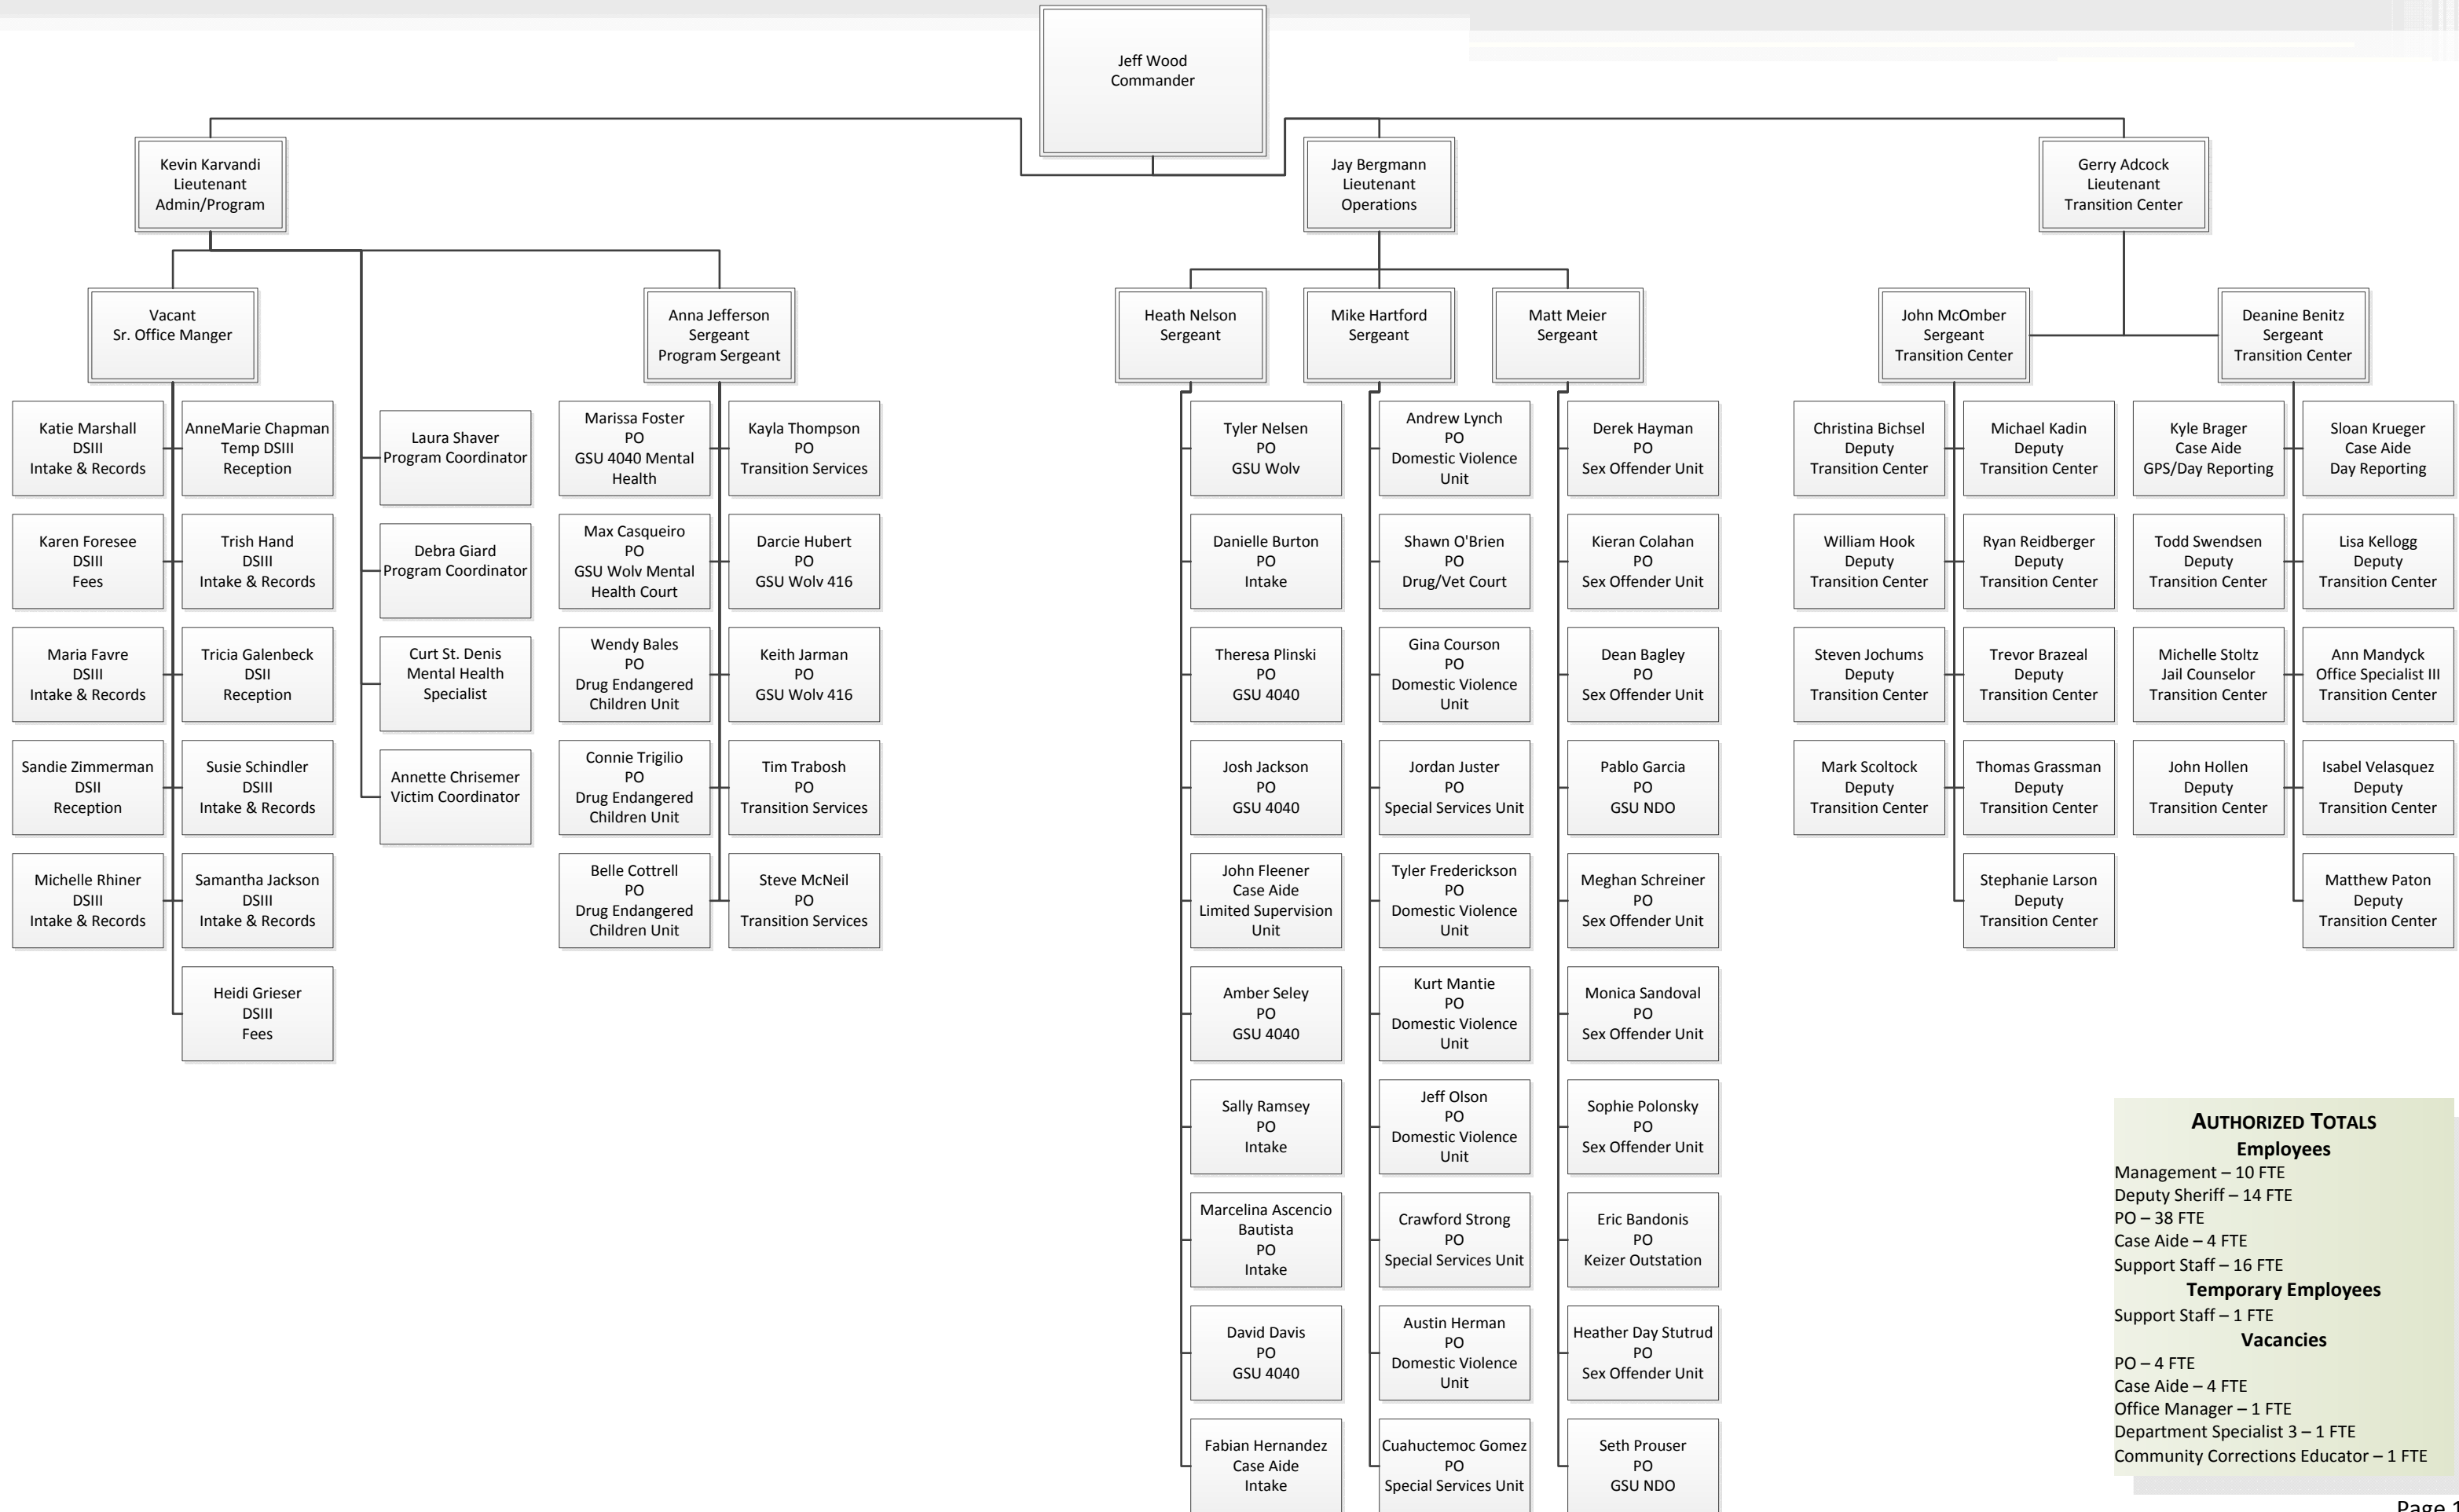 Jeff Wood
Commander
Kevin Karvandi
Lieutenant
Admin/Program
Jay Bergmann
Lieutenant
Operations
Gerry Adcock
Lieutenant
Transition Center
Vacant
Sr. Office Manger
Anna Jefferson
Sergeant
Program Sergeant
Heath Nelson
Sergeant
Mike Hartford
Sergeant
Matt Meier
Sergeant
John McOmber
Sergeant
Transition Center
Deanine Benitz
Sergeant
Transition Center
Katie Marshall
DSIII
Intake & Records
AnneMarie Chapman
Temp DSIII
Reception
Karen Foresee
DSIII
Fees
Trish Hand
DSIII
Intake & Records
Maria Favre
DSIII
Intake & Records
Tricia Galenbeck
DSII
Reception
Sandie Zimmerman
DSII
Reception
Susie Schindler
DSIII
Intake & Records
Michelle Rhiner
DSIII
Intake & Records
Samantha Jackson
DSIII
Intake & Records
Heidi Grieser
DSIII
Fees
Laura Shaver
Program Coordinator
Debra Giard
Program Coordinator
Curt St. Denis
Mental Health
Specialist
Annette Chrisemer
Victim Coordinator
Marissa Foster
PO
GSU 4040 Mental
Health
Kayla Thompson
PO
Transition Services
Max Casqueiro
PO
GSU Wolv Mental
Health Court
Darcie Hubert
PO
GSU Wolv 416
Wendy Bales
PO
Drug Endangered
Children Unit
Keith Jarman
PO
GSU Wolv 416
Connie Trigilio
PO
Drug Endangered
Children Unit
Tim Trabosh
PO
Transition Services
Belle Cottrell
PO
Drug Endangered
Children Unit
Steve McNeil
PO
Transition Services
Tyler Nelsen
PO
GSU Wolv
Danielle Burton
PO
Intake
Theresa Plinski
PO
GSU 4040
Josh Jackson
PO
GSU 4040
John Fleener
Case Aide
Limited Supervision
Unit
Amber Seley
PO
GSU 4040
Sally Ramsey
PO
Intake
Marcelina Ascencio
Bautista
PO
Intake
David Davis
PO
GSU 4040
Fabian Hernandez
Case Aide
Intake
Andrew Lynch
PO
Domestic Violence
Unit
Shawn O'Brien
PO
Drug/Vet Court
Gina Courson
PO
Domestic Violence
Unit
Jordan Juster
PO
Special Services Unit
Tyler Frederickson
PO
Domestic Violence
Unit
Kurt Mantie
PO
Domestic Violence
Unit
Jeff Olson
PO
Domestic Violence
Unit
Crawford Strong
PO
Special Services Unit
Austin Herman
PO
Domestic Violence
Unit
Cuahuctemoc Gomez
PO
Special Services Unit
Derek Hayman
PO
Sex Offender Unit
Kieran Colahan
PO
Sex Offender Unit
Dean Bagley
PO
Sex Offender Unit
Pablo Garcia
PO
GSU NDO
Meghan Schreiner
PO
Sex Offender Unit
Monica Sandoval
PO
Sex Offender Unit
Sophie Polonsky
PO
Sex Offender Unit
Eric Bandonis
PO
Keizer Outstation
Heather Day Stutrud
PO
Sex Offender Unit
Seth Prouser
PO
GSU NDO
Christina Bichsel
Deputy
Transition Center
Michael Kadin
Deputy
Transition Center
William Hook
Deputy
Transition Center
Ryan Reidberger
Deputy
Transition Center
Steven Jochums
Deputy
Transition Center
Trevor Brazeal
Deputy
Transition Center
Mark Scoltock
Deputy
Transition Center
Thomas Grassman
Deputy
Transition Center
Stephanie Larson
Deputy
Transition Center
Kyle Brager
Case Aide
GPS/Day Reporting
Sloan Krueger
Case Aide
Day Reporting
Todd Swendsen
Deputy
Transition Center
Lisa Kellogg
Deputy
Transition Center
Michelle Stoltz
Jail Counselor
Transition Center
Ann Mandyck
Office Specialist III
Transition Center
John Hollen
Deputy
Transition Center
Isabel Velasquez
Deputy
Transition Center
Matthew Paton
Deputy
Transition Center
AUTHORIZED TOTALS
Employees
Management – 10 FTE
Deputy Sheriff – 14 FTE
PO – 38 FTE
Case Aide – 4 FTE
Support Staff – 16 FTE
Temporary Employees
Support Staff – 1 FTE
Vacancies
PO – 4 FTE
Case Aide – 4 FTE
Office Manager – 1 FTE
Department Specialist 3 – 1 FTE
Community Corrections Educator – 1 FTE
Page 1